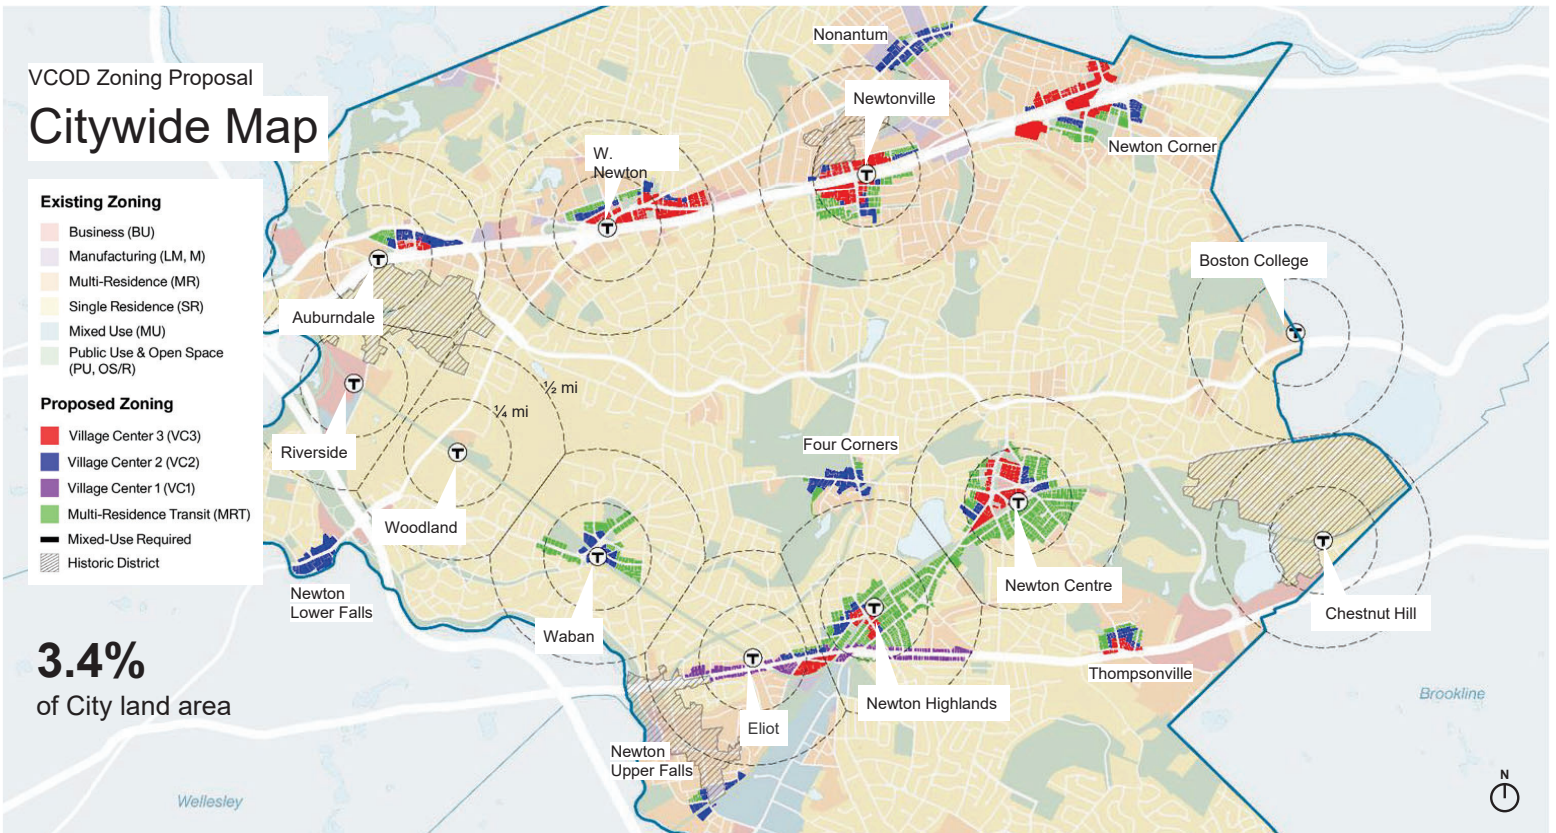 VCOD Zoning Proposal
Citywide Map
Existing Zoning
Business (BU)
Manufacturing (LM, M)
Multi-Residence (MR)
Single Residence (SR)
Mixed Use (MU)
Public Use & Open Space
(PU, OS/R)
Proposed Zoning
Village Center 3 (VC3)
Village Center 2 (VC2)
Village Center 1 (VC1)
Multi-Residence Transit (MRT)
Mixed-Use Required
Historic District
3.4%
of City land area
Nonantum
Newtonville
T
W.
Newton
T
Newton Corner
T
Auburndale
Boston College
T
½ mi
¼ mi
T
Riverside
T
Woodland
Four Corners
T
Newton Centre
T
Waban
Newton
Lower Falls
T
Chestnut Hill
T
Newton Highlands
T
Eliot
Thompsonville
Newton
Upper Falls
Brookline
Wellesley
N